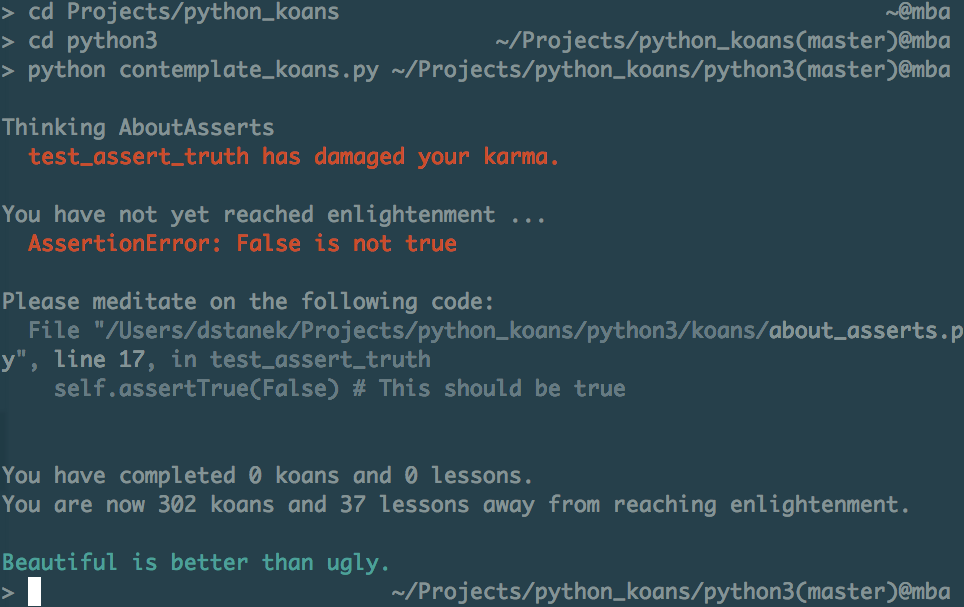 > cd Projects/python_koans ~@mba
> cd python3 ~/Projects/python_koans(master)@mba
> python contemplate_koans.py ~/Projects/python_koans/python3(master)@mba
Thinking AboutAsserts
test_assert_truth has damaged your karma.
You have not yet reached enlightenment ...
AssertionError: False is not true
Please meditate on the following code:
File "/Users/dstanek/Projects/python_koans/python3/koans/about_asserts.p
y", line 17, in test_assert_truth
self.assertTrue(False) # This should be true
You have completed 0 koans and 0 lessons.
You are now 302 koans and 37 lessons away from reaching enlightenment.
Beautiful is better than ugly.
> ~/Projects/python_koans/python3(master)@mba